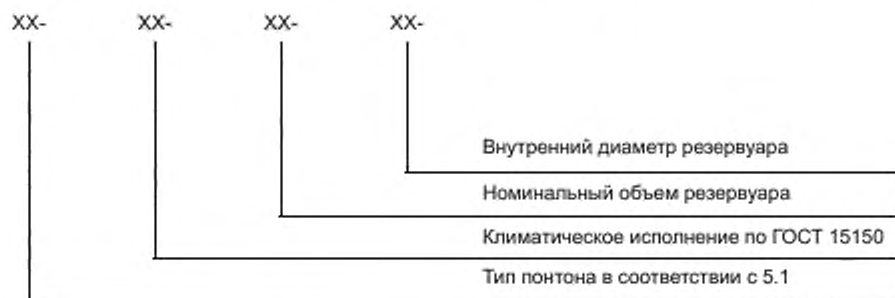 XX- XX- XX- XX-
Внутренний диаметр резервуара
Номинальный объем резервуара
Климатическое исполнение по ГОСТ 15150
Тип понтона в соответствии с 5.1